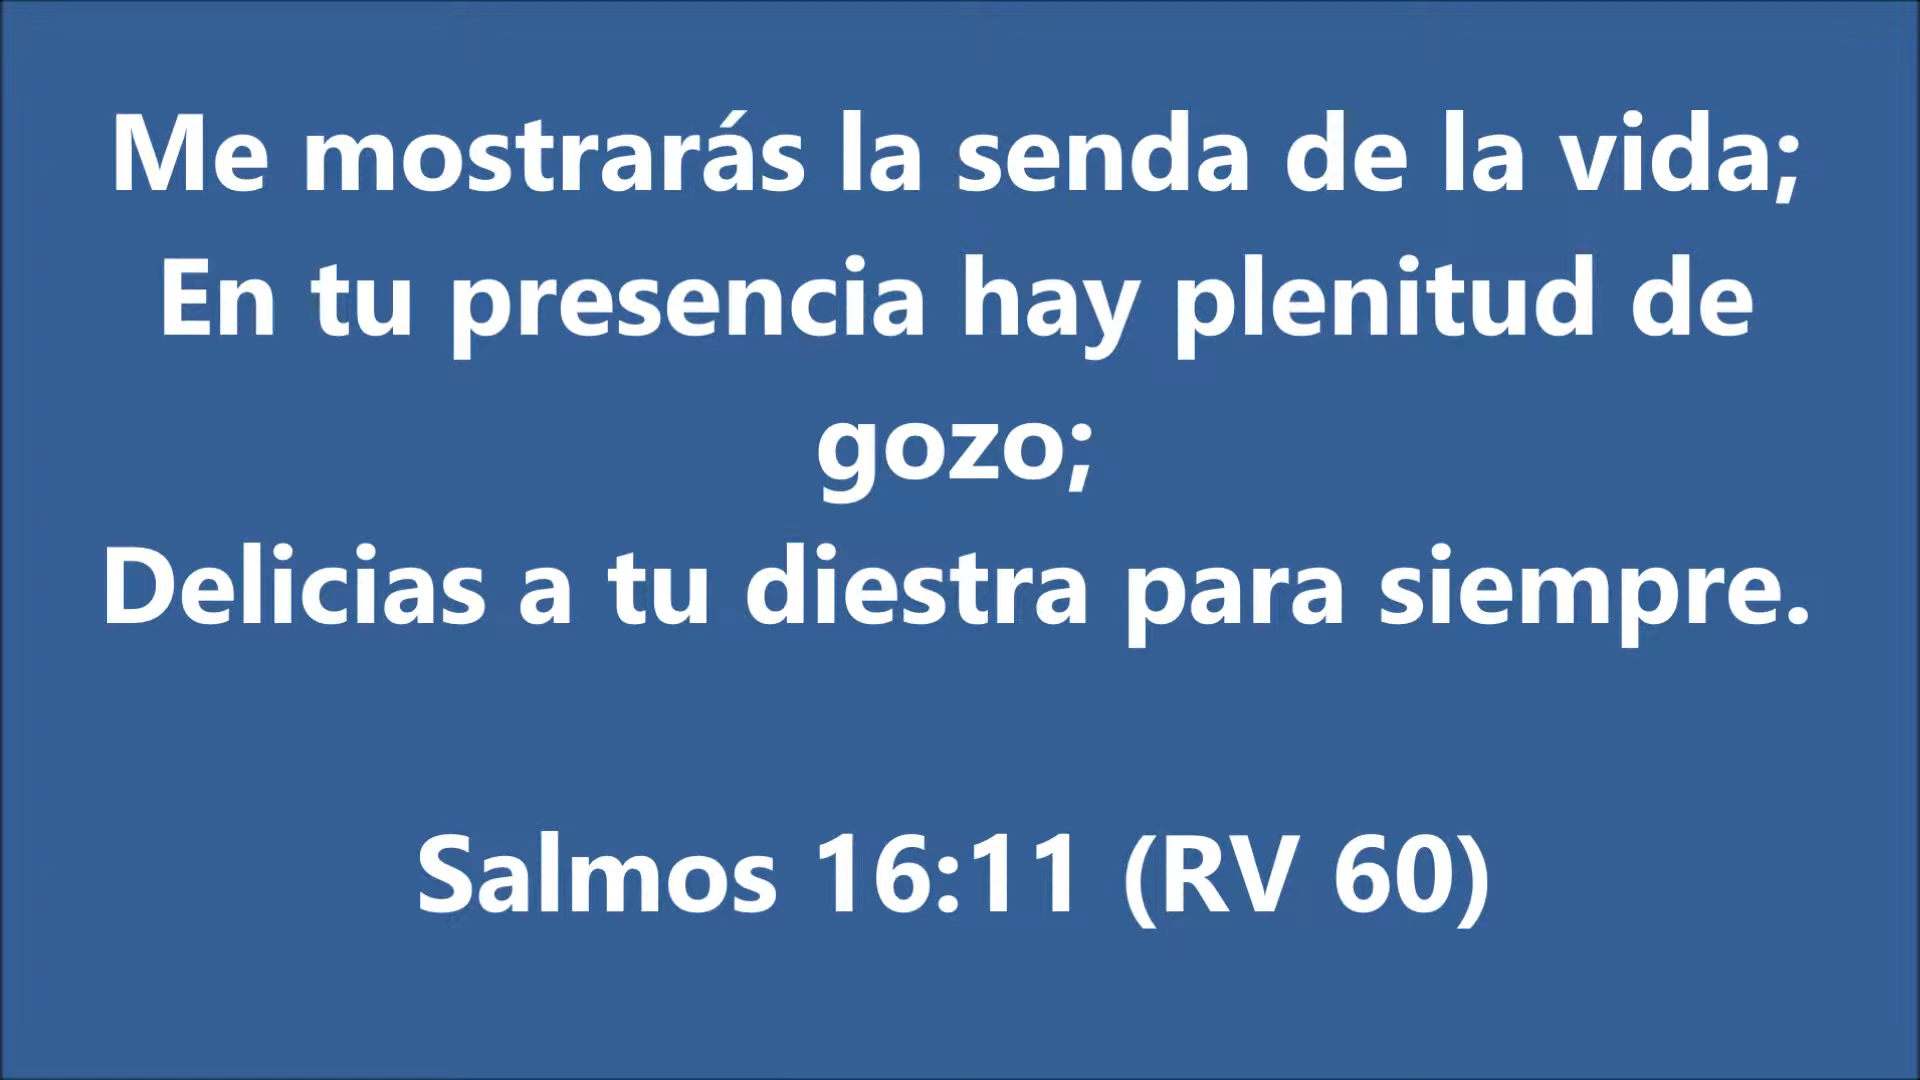 Me mostrarás la senda de la vida;
En tu presencia hay plenitud de
gozo;
Delicias a tu diestra para siempre.
Salmos 16:11 (RV 60)